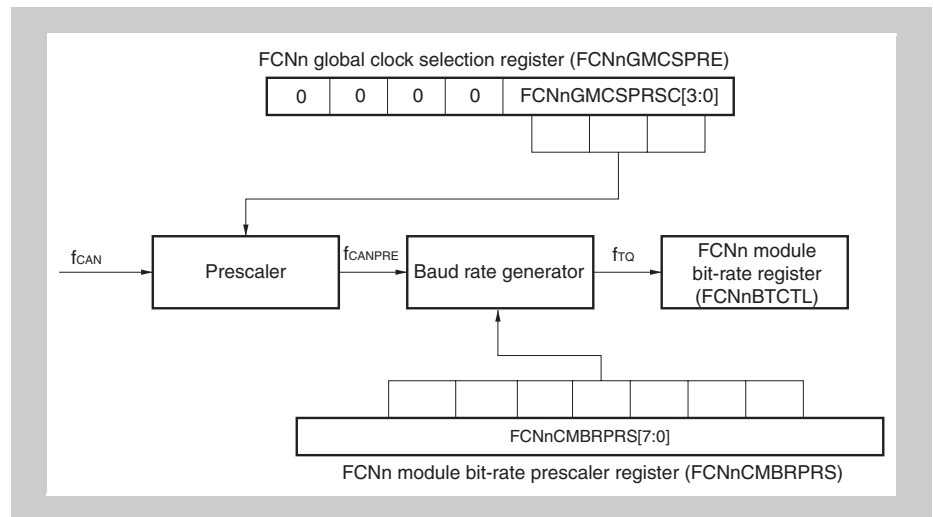 FCNn global clock selection register (FCNnGMCSPRE)
0 0 0 0 FCNnGMCSPRSC[3:0]
fCAN
Prescaler
fCANPRE
Baud rate generator
fTQ
FCNn module
bit-rate register
(FCNnBTCTL)
FCNnCMBRPRS[7:0]
FCNn module bit-rate prescaler register (FCNnCMBRPRS)